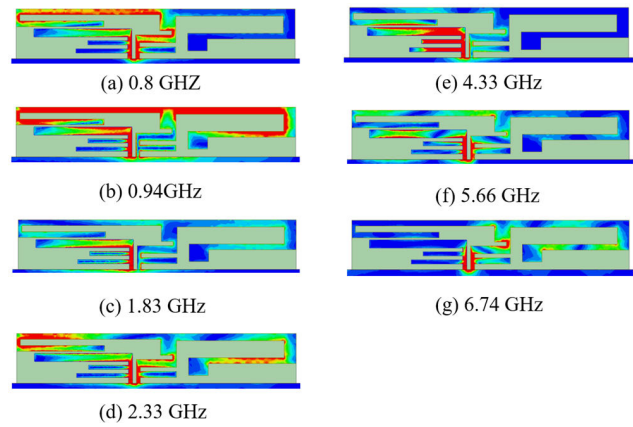 (a) 0.8 GHZ
(b) 0.94GHz
(c) 1.83 GHz
(d) 2.33 GHz
(e) 4.33 GHz
(f) 5.66 GHz
(g) 6.74 GHz